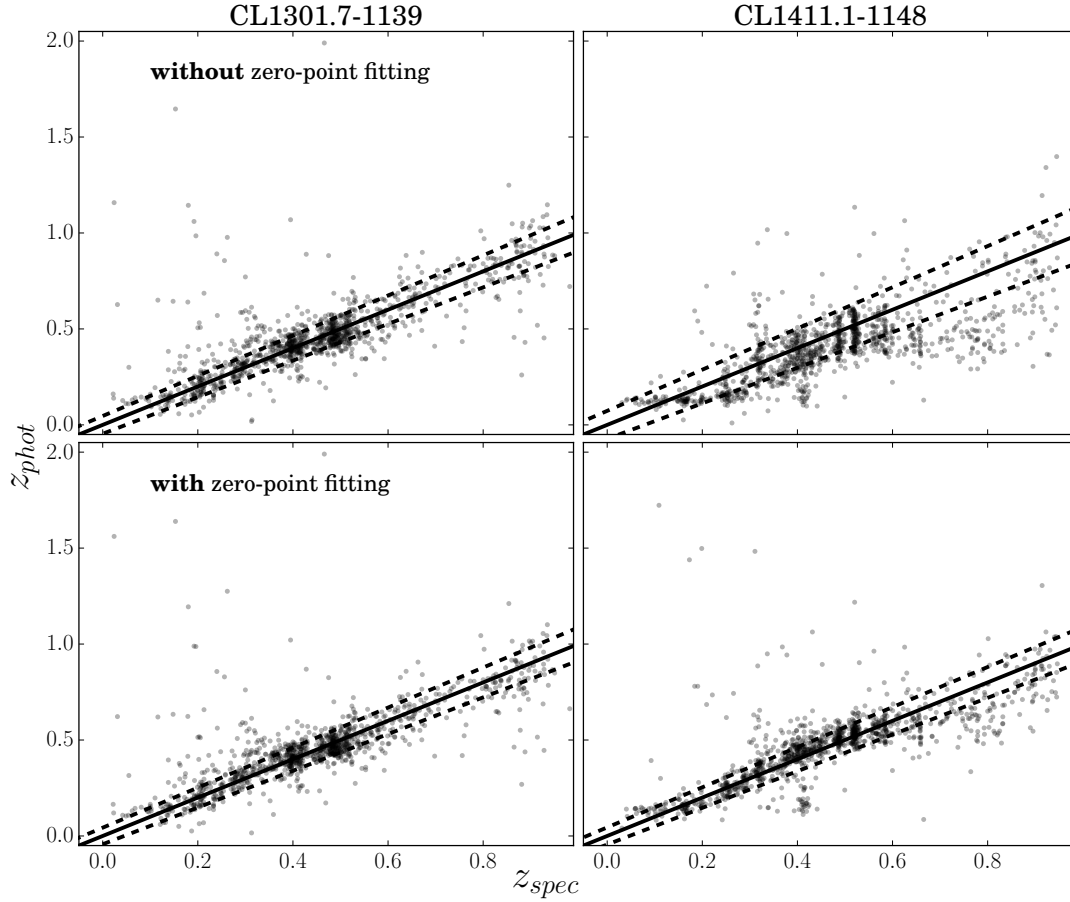 CL1301.7-1139 CL1411.1-1148
2.0
without zero-point fitting
1.5
1.0
0.5
0.0
2.0
with zero-point fitting
1.5
1.0
0.5
0.0
z_phot
0.0 0.2 0.4 0.6 0.8 0.0 0.2 0.4 0.6 0.8
z_spec